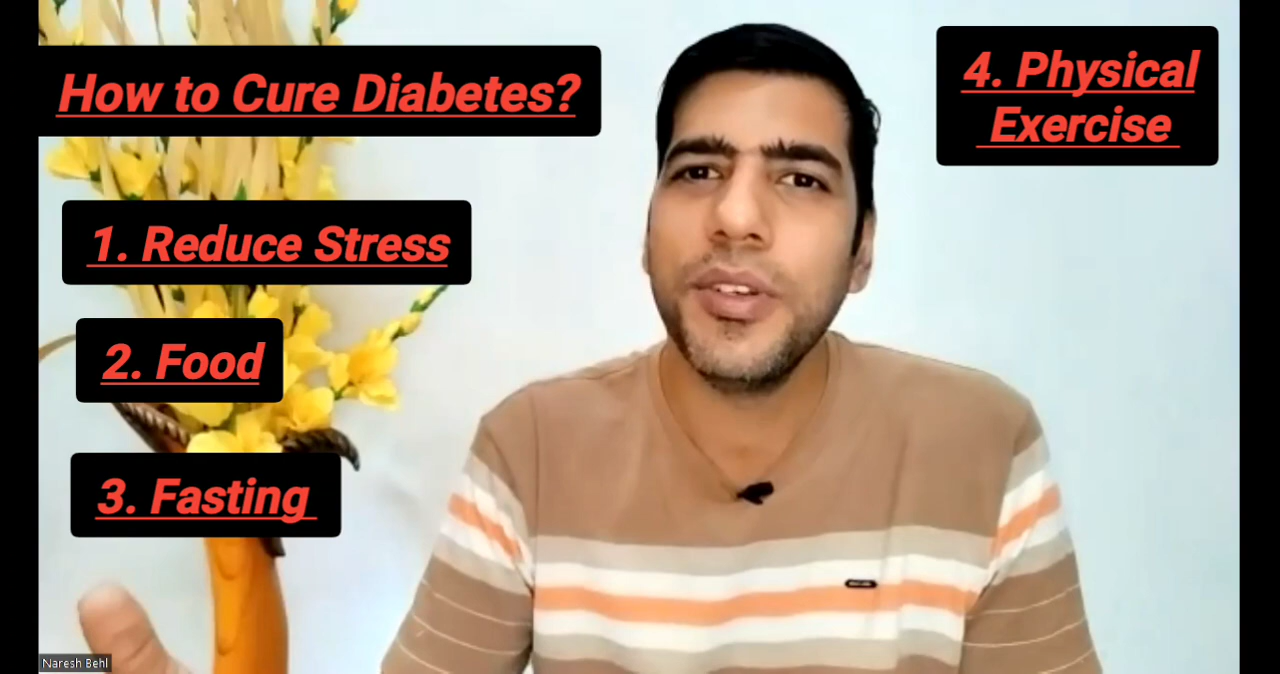 How to Cure Diabetes?
1. Reduce Stress
2. Food
3. Fasting
4. Physical
Exercise
Naresh Behl